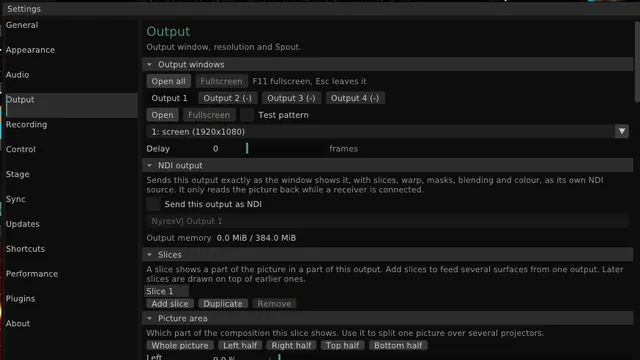 Settings
General
Appearance
Audio
Output
Recording
Control
Stage
Sync
Updates
Shortcuts
Performance
Plugins
About
Output
Output window, resolution and Spout.
Output windows
Open all Fullscreen F11 fullscreen, Esc leaves it
Output 1 Output 2 (-) Output 3 (-) Output 4 (-)
Open Fullscreen Test pattern
1: screen (1920x1080)
Delay 0 frames
NDI output
Sends this output exactly as the window shows it, with slices, warp, masks, blending and colour, as its own NDI
source. It only reads the picture back while a receiver is connected.
Send this output as NDI
NyrexVJ Output 1
Output memory 0.0 MiB / 384.0 MiB
Slices
A slice shows a part of the picture in a part of this output. Add slices to feed several surfaces from one output. Later
slices are drawn on top of earlier ones.
Slice 1
Add slice Duplicate Remove
Picture area
Which part of the composition this slice shows. Use it to split one picture over several projectors.
Whole picture Left half Right half Top half Bottom half
Left 0.0 %